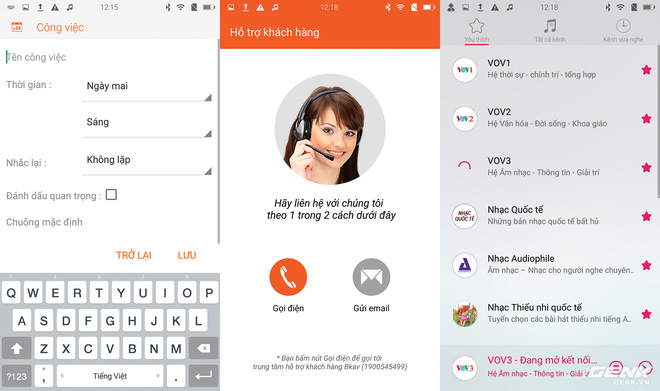 12:15
Công việc
Tên công việc
Thời gian :
Ngày mai
Sáng
Nhắc lại :
Không lặp
Đánh dấu quan trọng :
Chuông mặc định
TRỞ LẠI LƯU
Q W E R T Y U I O P
A S D F G H J K L
Z X C V B N M
?123 , Tiếng Việt .
12:18
Hỗ trợ khách hàng
Hãy liên hệ với chúng tôi
theo 1 trong 2 cách dưới đây
Gọi điện Gửi email
* Bạn bấm nút Gọi điện để gọi tới
trung tâm hỗ trợ khách hàng Bkav (1900545499)
12:18
Yêu thích Tất cả kênh Kênh vừa nghe
VOV1
VOV1
Hệ thời sự - chính trị - tổng hợp
VOV2
VOV2
Hệ Văn hóa - Đời sống - Khoa giáo
VOV3
Hệ Âm nhạc - Thông tin - Giải trí
NHẠC
QUỐC TẾ
Nhạc Quốc tế
Những bản nhạc quốc tế bất hủ
Nhạc Audiophile
Âm nhạc – Nhạc cho người nghe chuyên..
Nhạc Thiếu nhi quốc tế
Tuyển chọn các bài hát thiếu nhi tiếng A..
VOV3
VOV3 - Đang mở kết nối...
Hệ Âm nhạc - Thông tin - Giải trí
GENK
GENK.VN